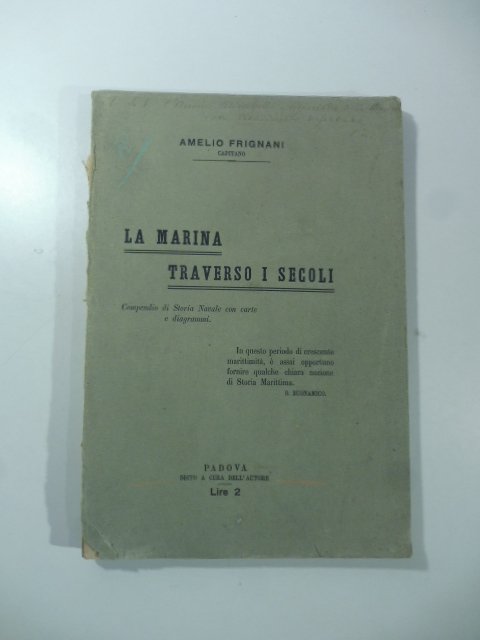 AMELIO FRIGNANI
CAPITANO
LA MARINA
TRAVERSO I SECOLI
Compendio di Storia Navale con carte
e diagrammi.
In questo periodo di crescente
marittimità, è assai opportuno
fornire qualche chiara nozione
di Storia Marittima.
G. BUONAMICO.
PADOVA
EDITO A CURA DELL'AUTORE
Lire 2